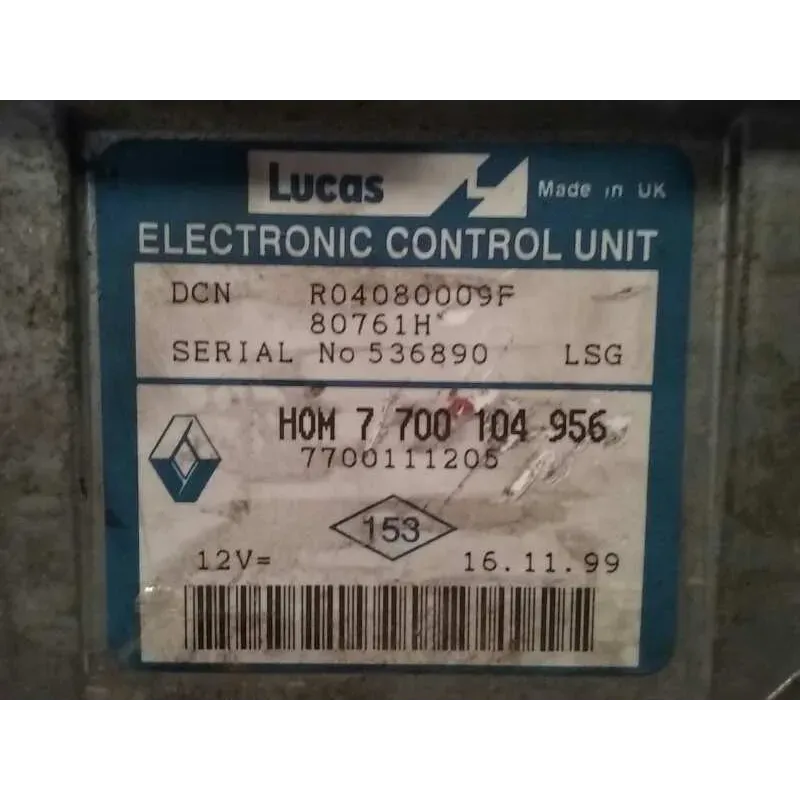 Lucas Made in UK
ELECTRONIC CONTROL UNIT
DCN R04080009F
80761H
SERIAL No 536890 LSG
HOM 7 700 104 956
7700111205
153
12V= 16.11.99